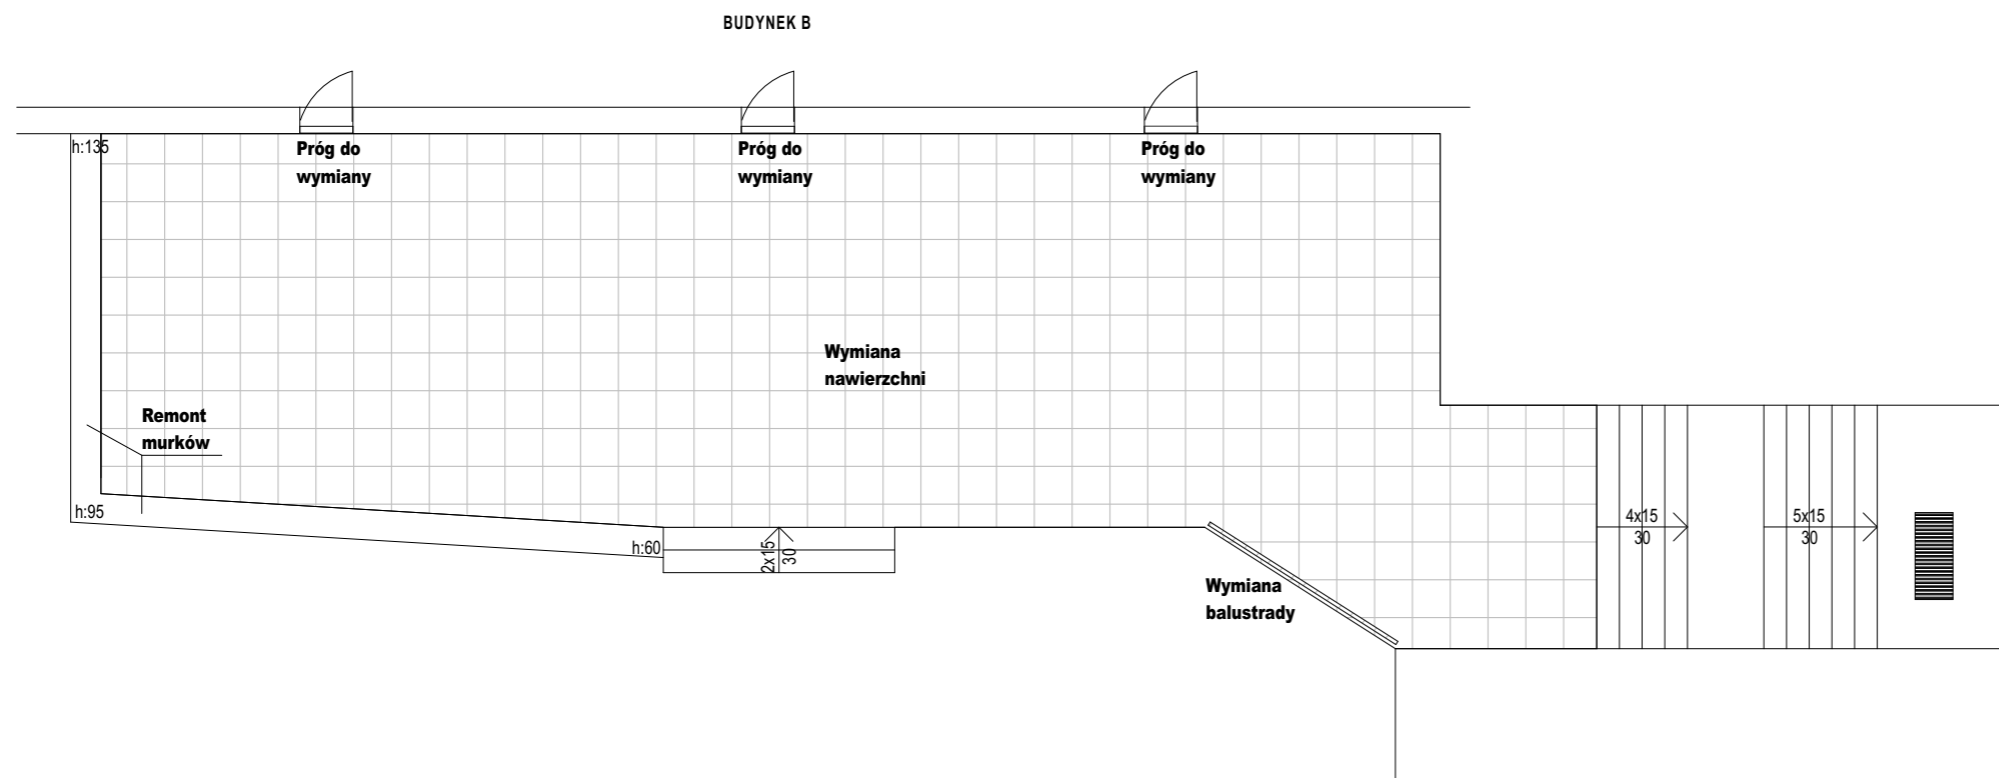 BUDYNEK B
h:135
Próg do
wymiany
Próg do
wymiany
Próg do
wymiany
Wymiana
nawierzchni
Remont
murków
h:95
h:60
2x15
30
4x15
30
5x15
30
Wymiana
balustrady